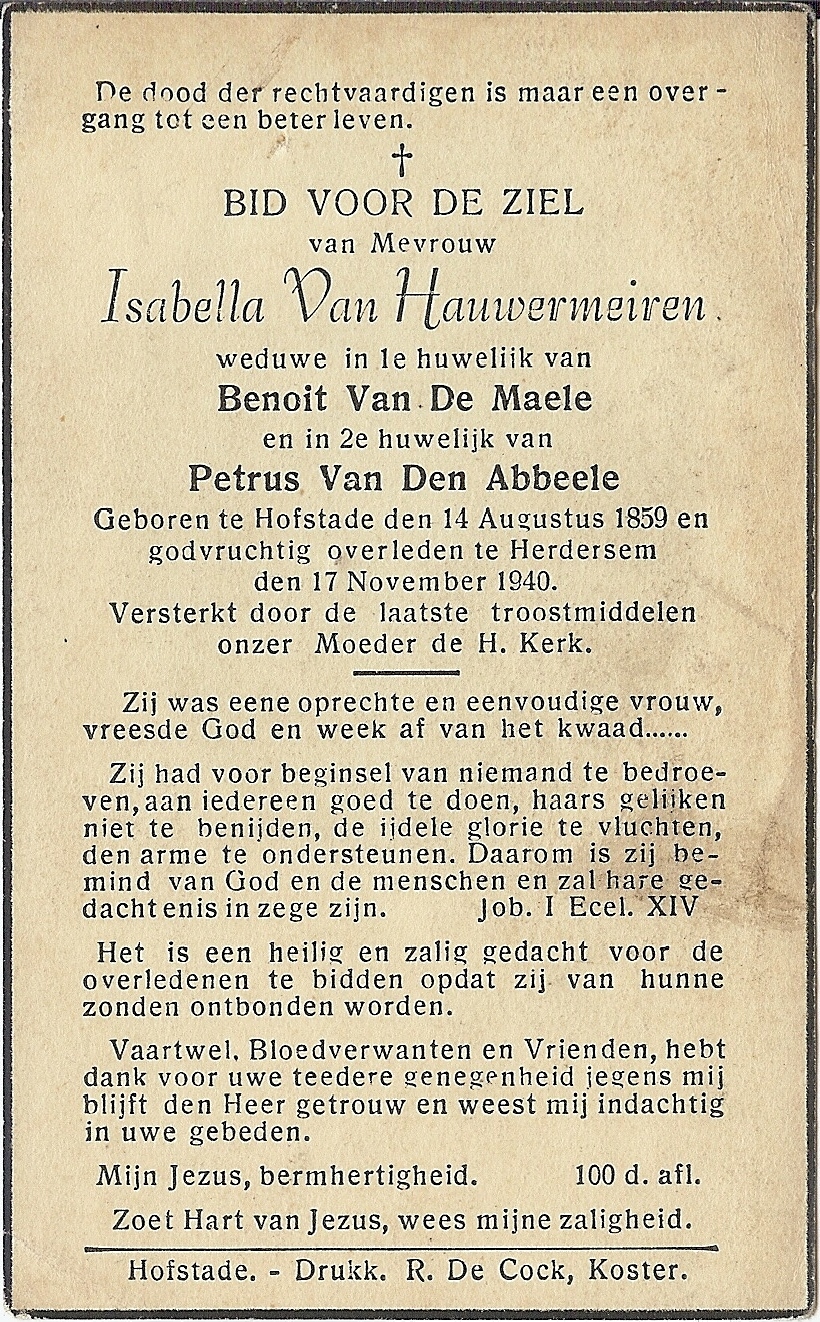 De dood der rechtvaardigen is maar een over-
gang tot een beter leven.
†
BID VOOR DE ZIEL
van Mevrouw
Isabella Van Hauwermeiren.
weduwe in 1e huweliik van
Benoit Van De Maele
en in 2e huwelijk van
Petrus Van Den Abbeele
Geboren te Hofstade den 14 Augustus 1859 en
godvruchtig overleden te Herdersem
den 17 November 1940.
Versterkt door de laatste troostmiddelen
onzer Moeder de H. Kerk.
Zij was eene oprechte en eenvoudige vrouw,
vreesde God en week af van het kwaad......
Zij had voor beginsel van niemand te bedroe-
ven, aan iedereen goed te doen, haars gelijken
niet te benijden, de ijdele glorie te vluchten,
den arme te ondersteunen. Daarom is zij be-
mind van God en de menschen en zal hare ge-
dachtenis in zege zijn. Job. I Ecel. XIV
Het is een heilig en zalig gedacht voor de
overledenen te bidden opdat zij van hunne
zonden ontbonden worden.
Vaartwel. Bloedverwanten en Vrienden, hebt
dank voor uwe teedere genegenheid jegens mij
blijft den Heer getrouw en weest mij indachtig
in uwe gebeden.
Mijn Jezus, bermhertigheid. 100 d. afl.
Zoet Hart van Jezus, wees mijne zaligheid.
Hofstade. - Drukk. R. De Cock, Koster.